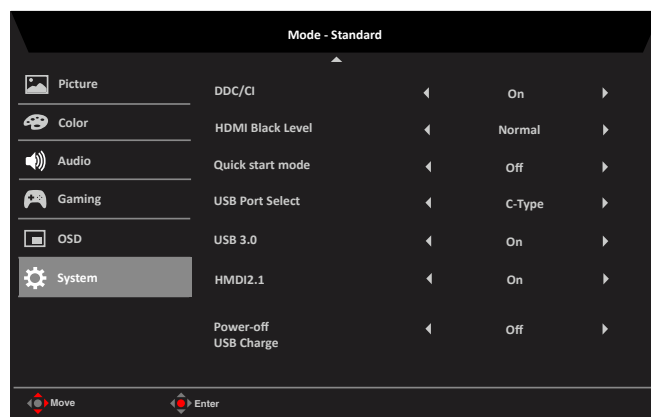 Mode - Standard
Picture
Color
Audio
Gaming
OSD
System
DDC/CI On
HDMI Black Level Normal
Quick start mode Off
USB Port Select C-Type
USB 3.0 On
HMDI2.1 On
Power-off
USB Charge Off
Move Enter